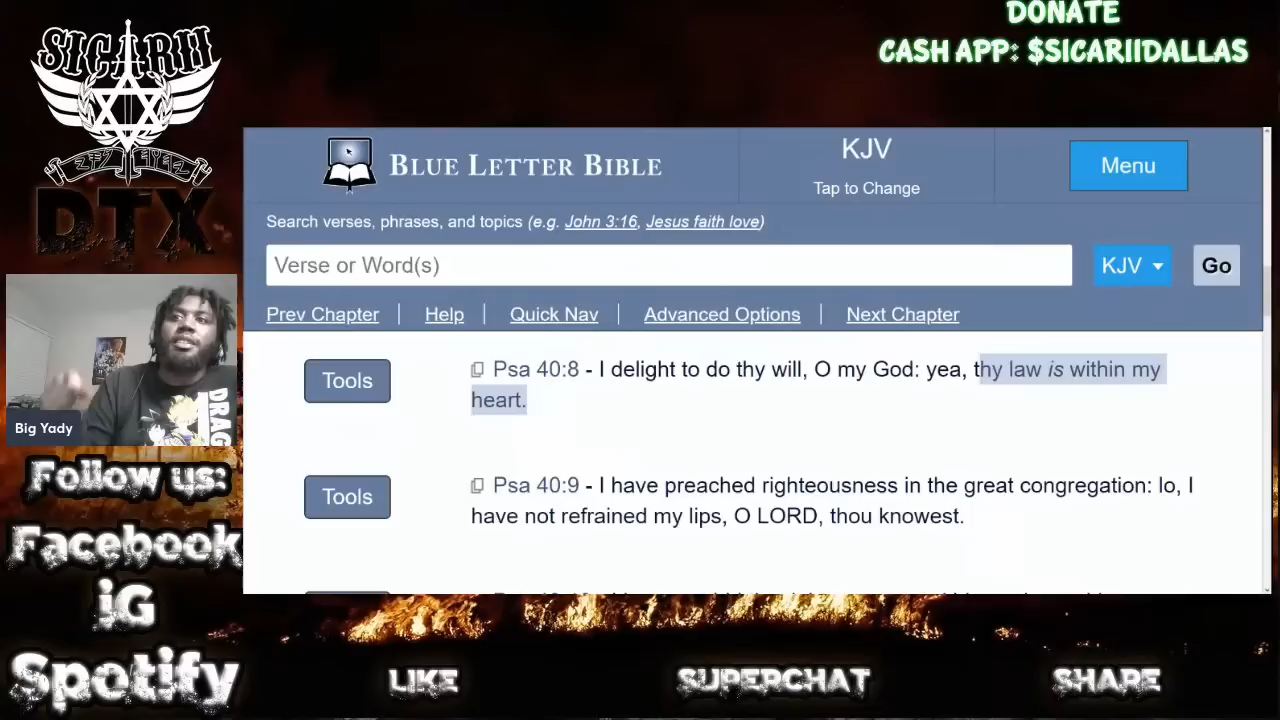 SICARII
DTX
DONATE
CASH APP: $SICARIIDALLAS
BLUE LETTER BIBLE
KJV
Tap to Change
Menu
Search verses, phrases, and topics (e.g. John 3:16, Jesus faith love)
Verse or Word(s)
KJV
Go
Prev Chapter
Help
Quick Nav
Advanced Options
Next Chapter
Tools
Psa 40:8 - I delight to do thy will, O my God: yea, thy law is within my
heart.
Tools
Psa 40:9 - I have preached righteousness in the great congregation: lo, I
have not refrained my lips, O LORD, thou knowest.
DRAG
Big Yady
Follow us:
Facebook
iG
Spotify
LIKE
SUPERCHAT
SHARE